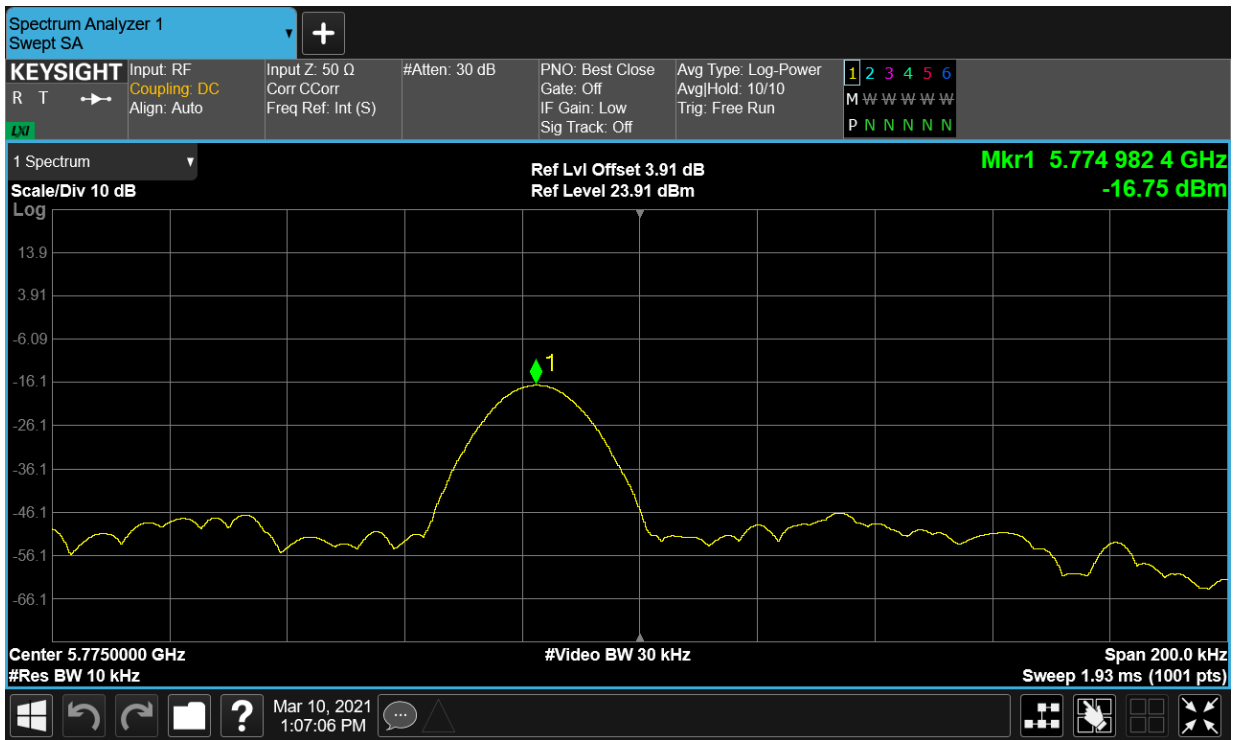 Spectrum Analyzer 1
Swept SA
KEYSIGHT
R T
LXI
Input: RF
Coupling: DC
Align: Auto
Input Z: 50 Ω
Corr CCorr
Freq Ref: Int (S)
#Atten: 30 dB
PNO: Best Close
Gate: Off
IF Gain: Low
Sig Track: Off
Avg Type: Log-Power
Avg|Hold: 10/10
Trig: Free Run
1 2 3 4 5 6
M W W W W W
P N N N N N
1 Spectrum
Scale/Div 10 dB
Log
Ref Lvl Offset 3.91 dB
Ref Level 23.91 dBm
Mkr1 5.774 982 4 GHz
-16.75 dBm
13.9
3.91
-6.09
1
-16.1
-26.1
-36.1
-46.1
-56.1
-66.1
Center 5.7750000 GHz
#Res BW 10 kHz
#Video BW 30 kHz
Span 200.0 kHz
Sweep 1.93 ms (1001 pts)
?
Mar 10, 2021
1:07:06 PM